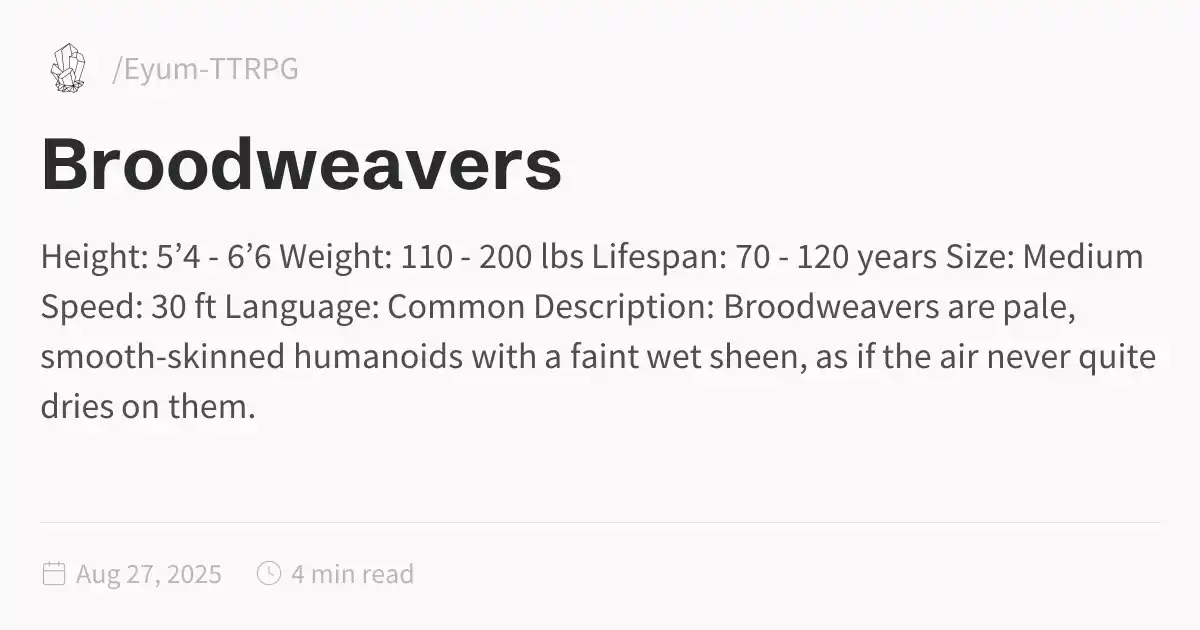 /Eyum-TTRPG
Broodweavers
Height: 5’4 - 6’6 Weight: 110 - 200 lbs Lifespan: 70 - 120 years Size: Medium
Speed: 30 ft Language: Common Description: Broodweavers are pale,
smooth-skinned humanoids with a faint wet sheen, as if the air never quite
dries on them.
Aug 27, 2025 4 min read